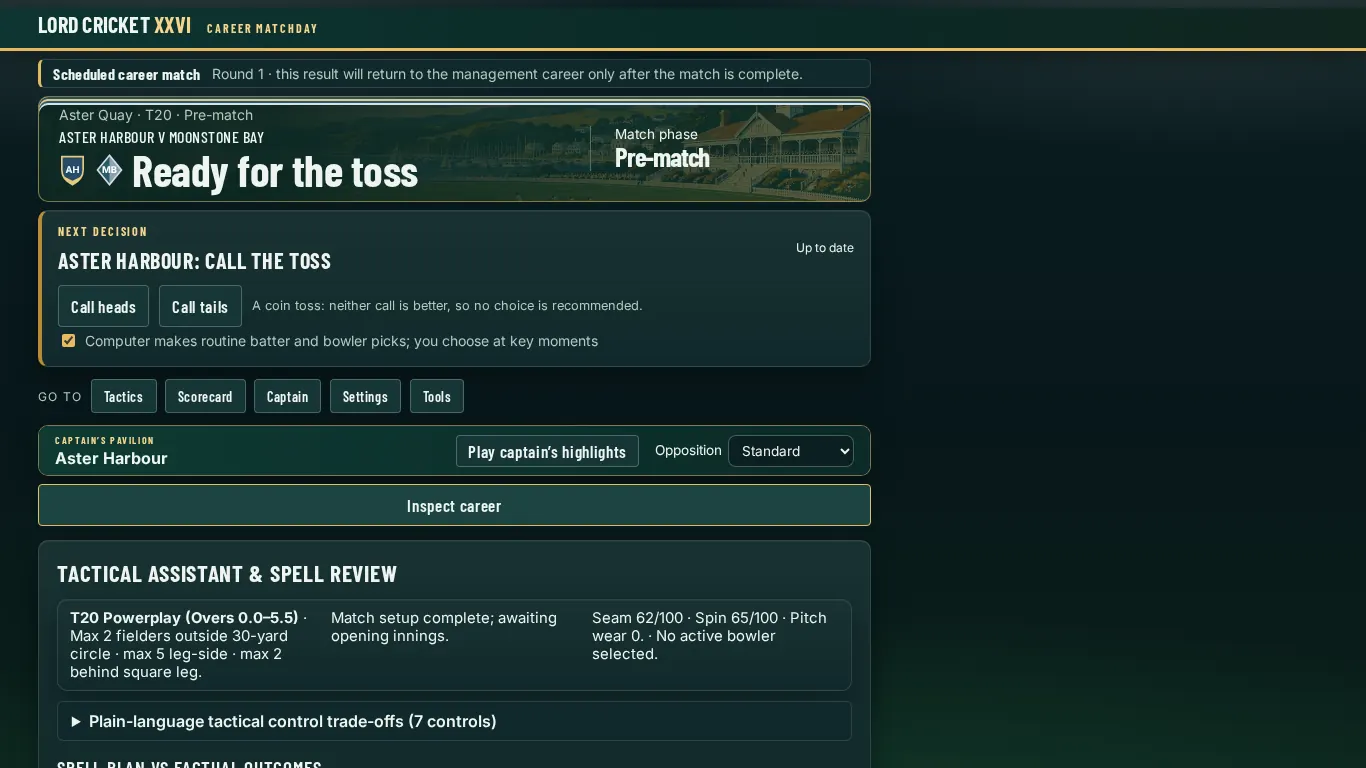 LORD CRICKET XXVI CAREER MATCHDAY
Scheduled career match Round 1 · this result will return to the management career only after the match is complete.
Aster Quay · T20 · Pre-match
ASTER HARBOUR V MOONSTONE BAY
AH MB Ready for the toss
Match phase
Pre-match
NEXT DECISION
ASTER HARBOUR: CALL THE TOSS
Up to date
Call heads Call tails A coin toss: neither call is better, so no choice is recommended.
Computer makes routine batter and bowler picks; you choose at key moments
GO TO Tactics Scorecard Captain Settings Tools
CAPTAIN'S PAVILION
Aster Harbour
Play captain's highlights Opposition Standard
Inspect career
TACTICAL ASSISTANT & SPELL REVIEW
T20 Powerplay (Overs 0.0–5.5) ·
Max 2 fielders outside 30-yard
circle · max 5 leg-side · max 2
behind square leg.
Match setup complete; awaiting
opening innings.
Seam 62/100 · Spin 65/100 · Pitch
wear 0. · No active bowler
selected.
Plain-language tactical control trade-offs (7 controls)
SPELL PLAN VS FACTUAL OUTCOMES